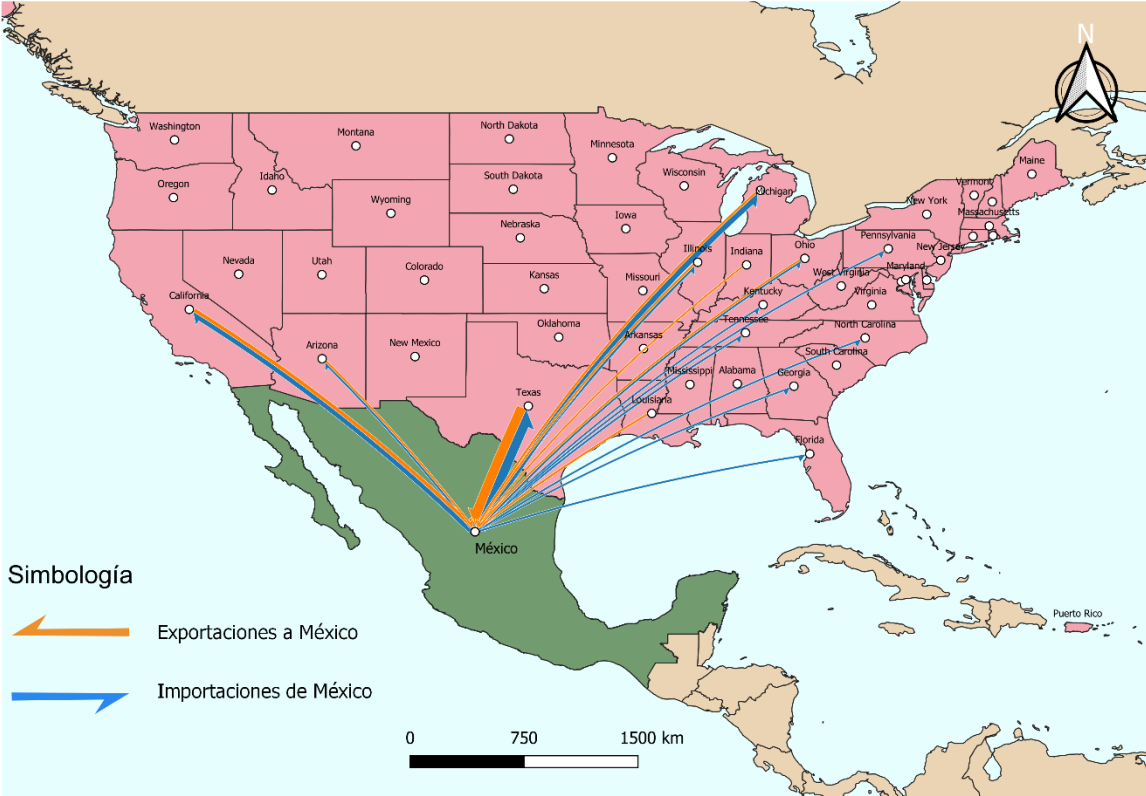 N
Washington
Montana
North Dakota
Minnesota
Maine
Oregon
Idaho
South Dakota
Wisconsin
Michigan
Vermont
Wyoming
New York
Massachusetts
Nebraska
Iowa
Pennsylvania
Nevada
Utah
Colorado
Kansas
Illinois
Indiana
Ohio
New Jersey
Missouri
West Virginia
Maryland
California
Kentucky
Virginia
Arizona
New Mexico
Oklahoma
Arkansas
Tennessee
North Carolina
South Carolina
Texas
Mississippi
Alabama
Georgia
Louisiana
Florida
México
Puerto Rico
Simbología
Exportaciones a México
Importaciones de México
0 750 1500 km